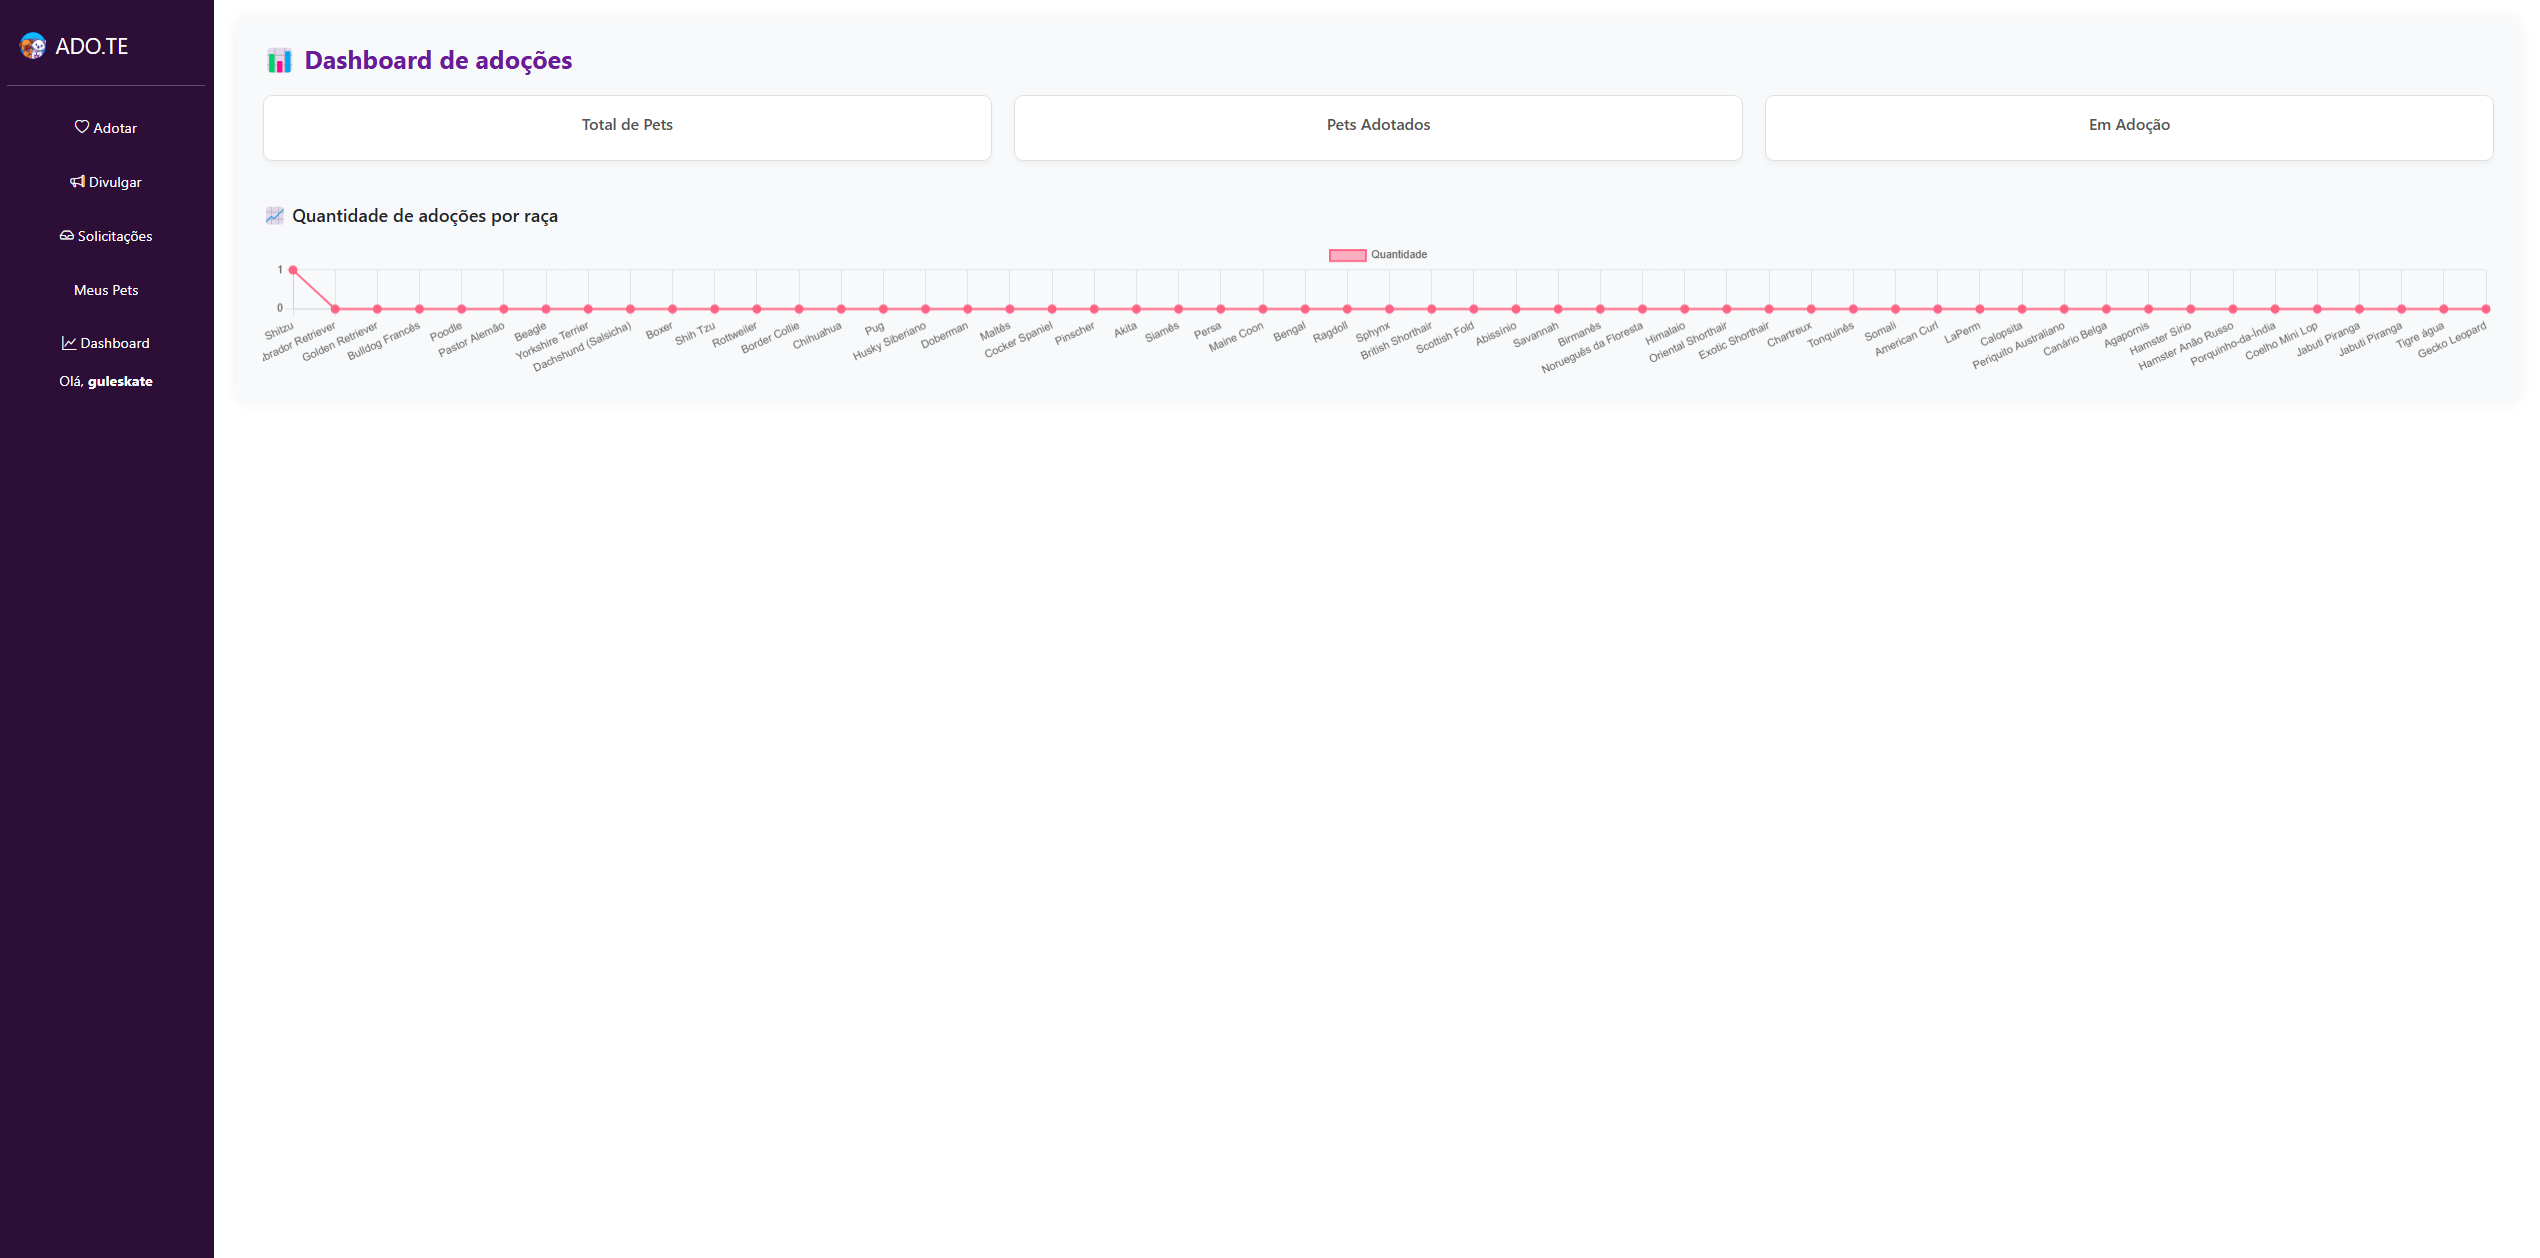 ADO.TE
Adotar
Divulgar
Solicitações
Meus Pets
Dashboard
Olá, guleskate
Dashboard de adoções
Total de Pets
Pets Adotados
Em Adoção
Quantidade de adoções por raça
Quantidade
1
0
Shitzu
brador Retriever
Golden Retriever
Bulldog Francês
Poodle
Pastor Alemão
Beagle
Yorkshire Terrier
Dachshund (Salsicha)
Boxer
Shih Tzu
Rottweiler
Border Collie
Chihuahua
Pug
Husky Siberiano
Doberman
Maltês
Cocker Spaniel
Pinscher
Akita
Siamês
Persa
Maine Coon
Bengal
Ragdoll
Sphynx
British Shorthair
Scottish Fold
Abissínio
Savannah
Birmanês
Norueguês da Floresta
Himalaio
Oriental Shorthair
Exotic Shorthair
Chartreux
Tonquinês
Somali
American Curl
LaPerm
Calopsita
Periquito Australiano
Canário Belga
Agapornis
Hamster Sírio
Hamster Anão Russo
Porquinho-da-Índia
Coelho Mini Lop
Jabuti Piranga
Jabuti Piranga
Tigre água
Gecko Leopard